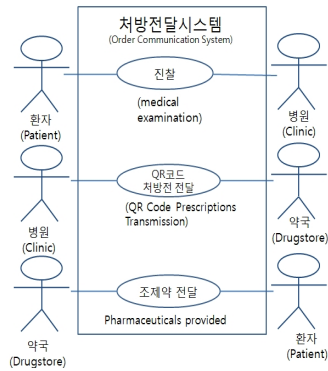 처방전달시스템
(Order Communication System)
진찰
(medical
examination)
환자
(Patient)
병원
(Clinic)
QR코드
처방전 전달
(QR Code Prescriptions
Transmission)
병원
(Clinic)
약국
(Drugstore)
조제약 전달
Pharmaceuticals provided
약국
(Drugstore)
환자
(Patient)